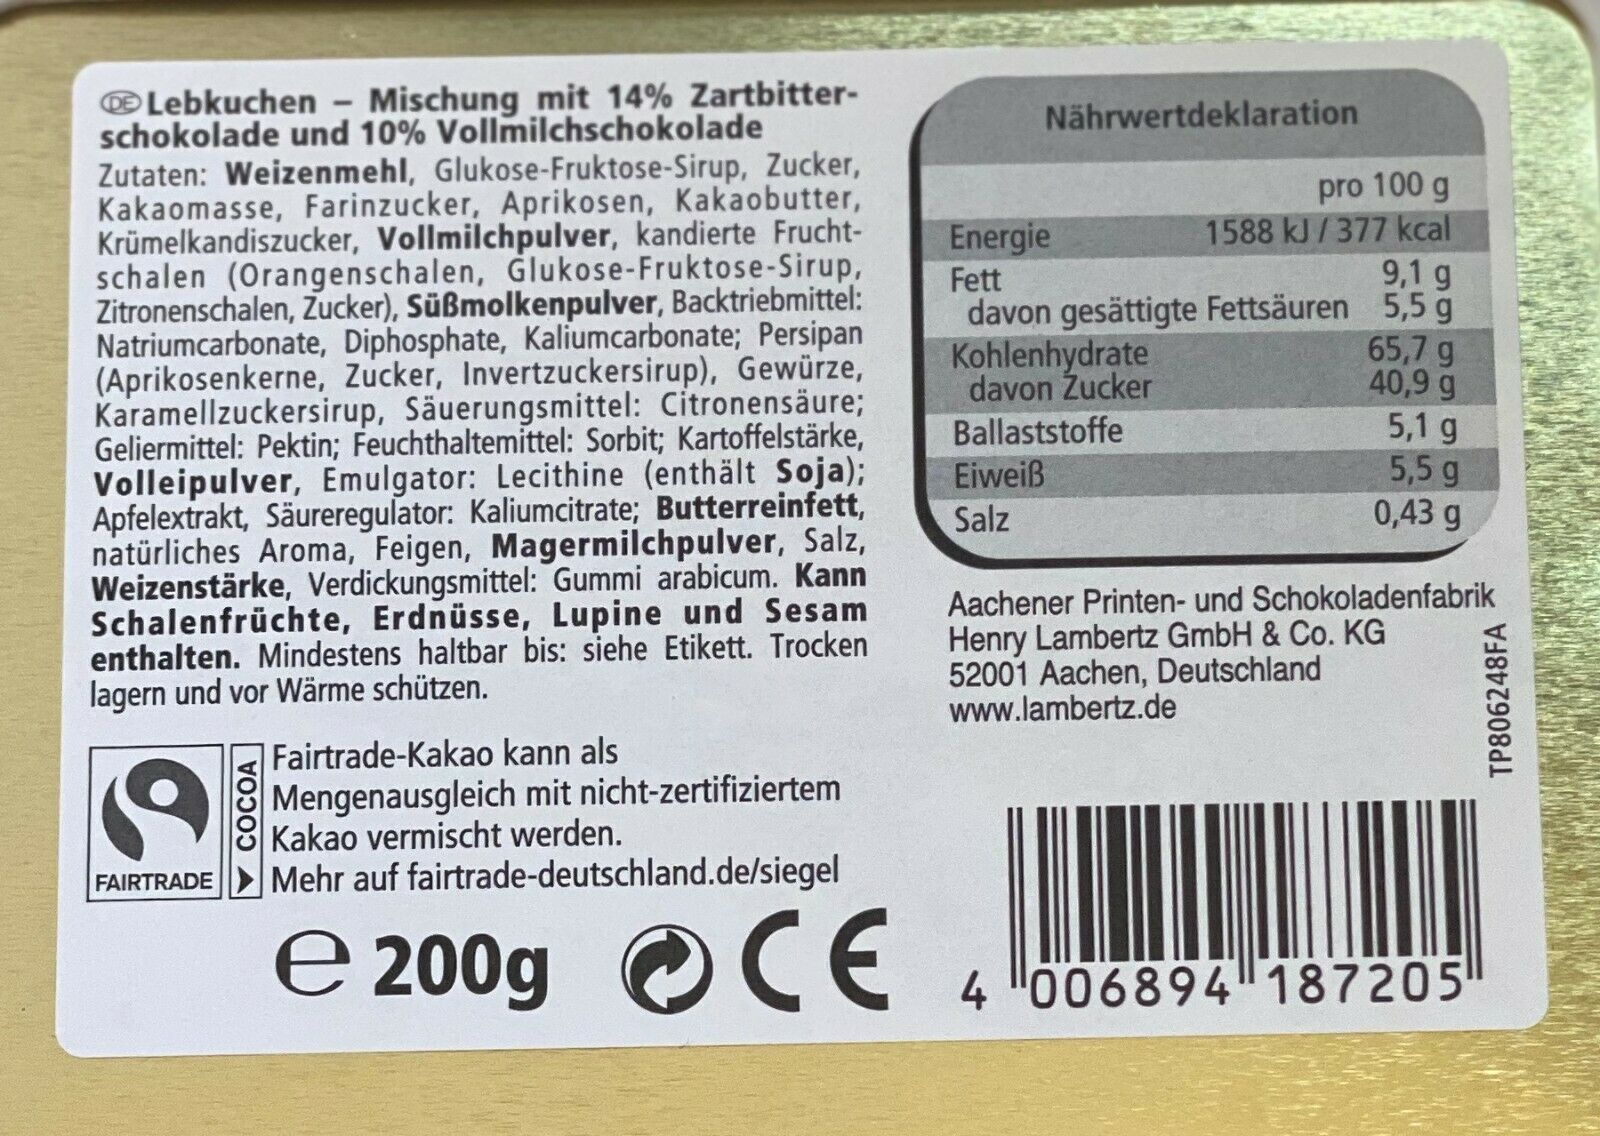 DE Lebkuchen – Mischung mit 14% Zartbitter-
schokolade und 10% Vollmilchschokolade
Zutaten: Weizenmehl, Glukose-Fruktose-Sirup, Zucker,
Kakaomasse, Farinzucker, Aprikosen, Kakaobutter,
Krümelkandiszucker, Vollmilchpulver, kandierte Frucht-
schalen (Orangenschalen, Glukose-Fruktose-Sirup,
Zitronenschalen, Zucker), Süßmolkenpulver, Backtriebmittel:
Natriumcarbonate, Diphosphate, Kaliumcarbonate; Persipan
(Aprikosenkerne, Zucker, Invertzuckersirup), Gewürze,
Karamellzuckersirup, Säuerungsmittel: Citronensäure;
Geliermittel: Pektin; Feuchthaltemittel: Sorbit; Kartoffelstärke,
Volleipulver, Emulgator: Lecithine (enthält Soja);
Apfelextrakt, Säureregulator: Kaliumcitrate; Butterreinfett,
natürliches Aroma, Feigen, Magermilchpulver, Salz,
Weizenstärke, Verdickungsmittel: Gummi arabicum. Kann
Schalenfrüchte, Erdnüsse, Lupine und Sesam
enthalten. Mindestens haltbar bis: siehe Etikett. Trocken
lagern und vor Wärme schützen.
FAIRTRADE
COCOA
Fairtrade-Kakao kann als
Mengenausgleich mit nicht-zertifiziertem
Kakao vermischt werden.
Mehr auf fairtrade-deutschland.de/siegel
e 200g CE
Nährwertdeklaration
pro 100 g
Energie 1588 kJ / 377 kcal
Fett 9,1 g
davon gesättigte Fettsäuren 5,5 g
Kohlenhydrate 65,7 g
davon Zucker 40,9 g
Ballaststoffe 5,1 g
Eiweiß 5,5 g
Salz 0,43 g
Aachener Printen- und Schokoladenfabrik
Henry Lambertz GmbH & Co. KG
52001 Aachen, Deutschland
www.lambertz.de
TP806248FA
4 006894 187205